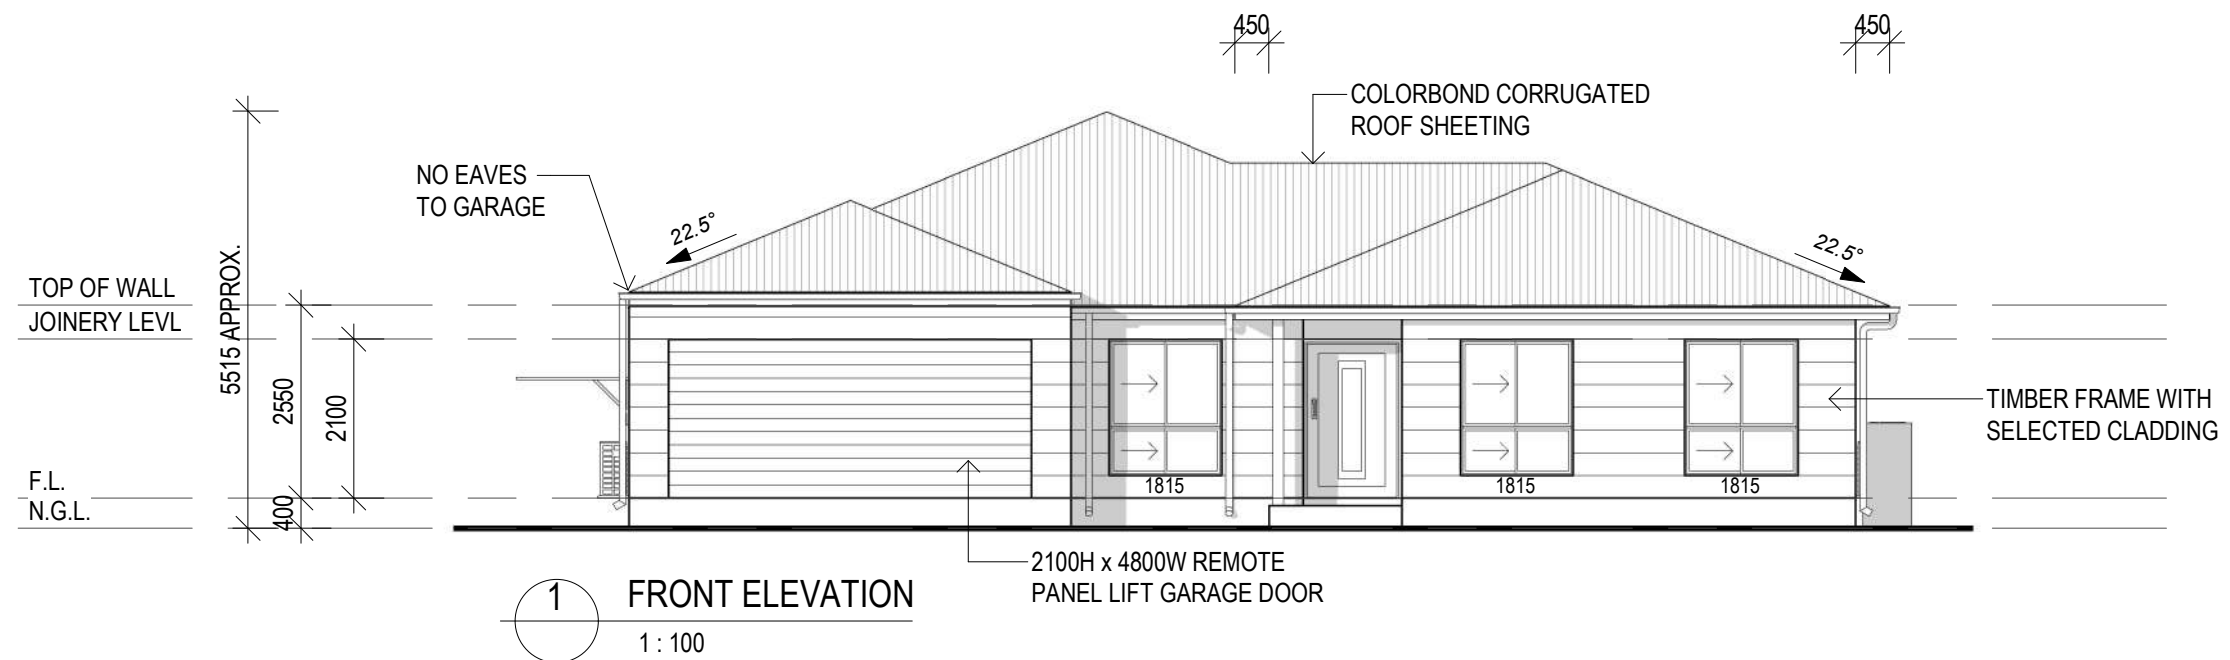 450
450
COLORBOND CORRUGATED
ROOF SHEETING
NO EAVES
TO GARAGE
22.5°
22.5°
5515 APPROX.
TOP OF WALL
JOINERY LEVL
2550
2100
400
F.L.
N.G.L.
1815
1815
1815
TIMBER FRAME WITH
SELECTED CLADDING
2100H x 4800W REMOTE
PANEL LIFT GARAGE DOOR
1
FRONT ELEVATION
1 : 100